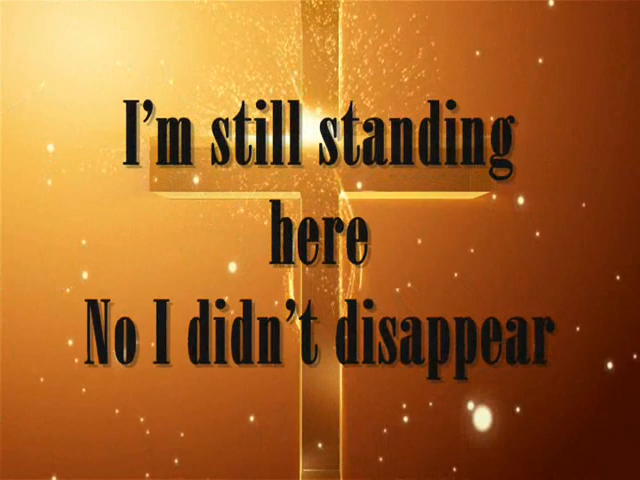 I'm still standing
here
No I didn't disappear